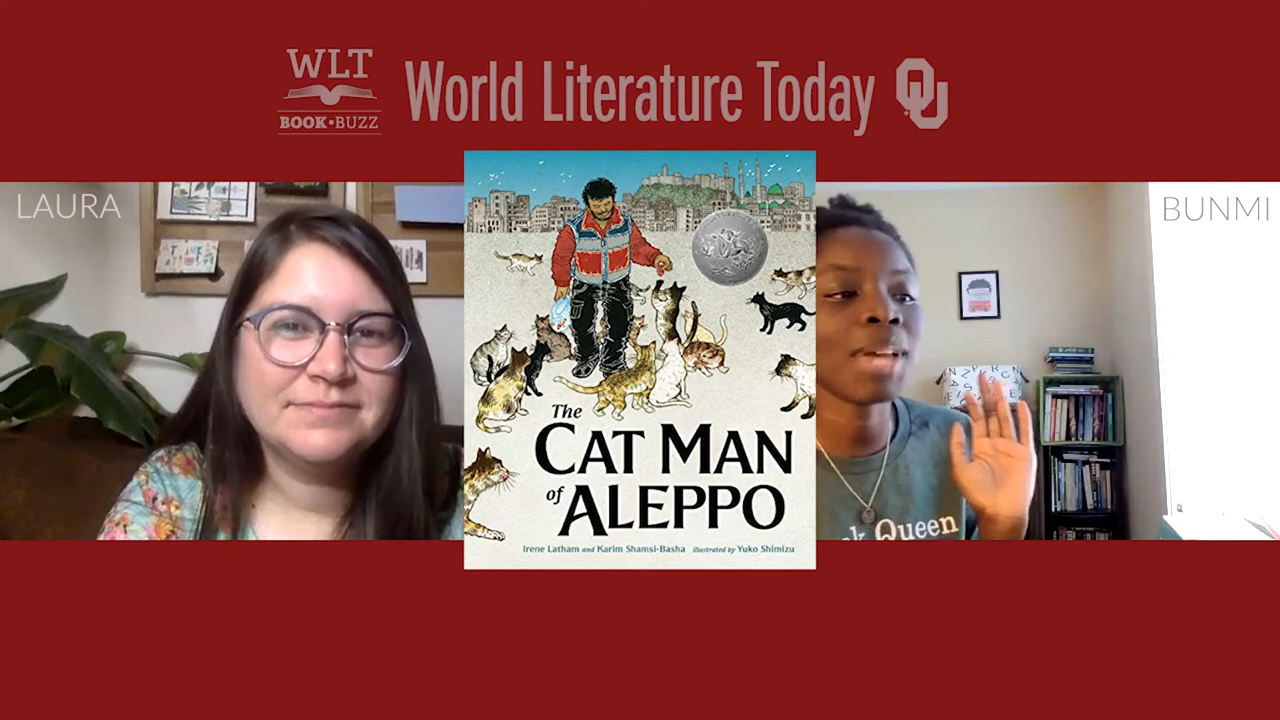 WLT
BOOK•BUZZ
World Literature Today
OU
LAURA
BUNMI
The
CAT MAN
of ALEPPO
Irene Latham and Karim Shamsi-Basha illustrated by Yuko Shimizu
Queen